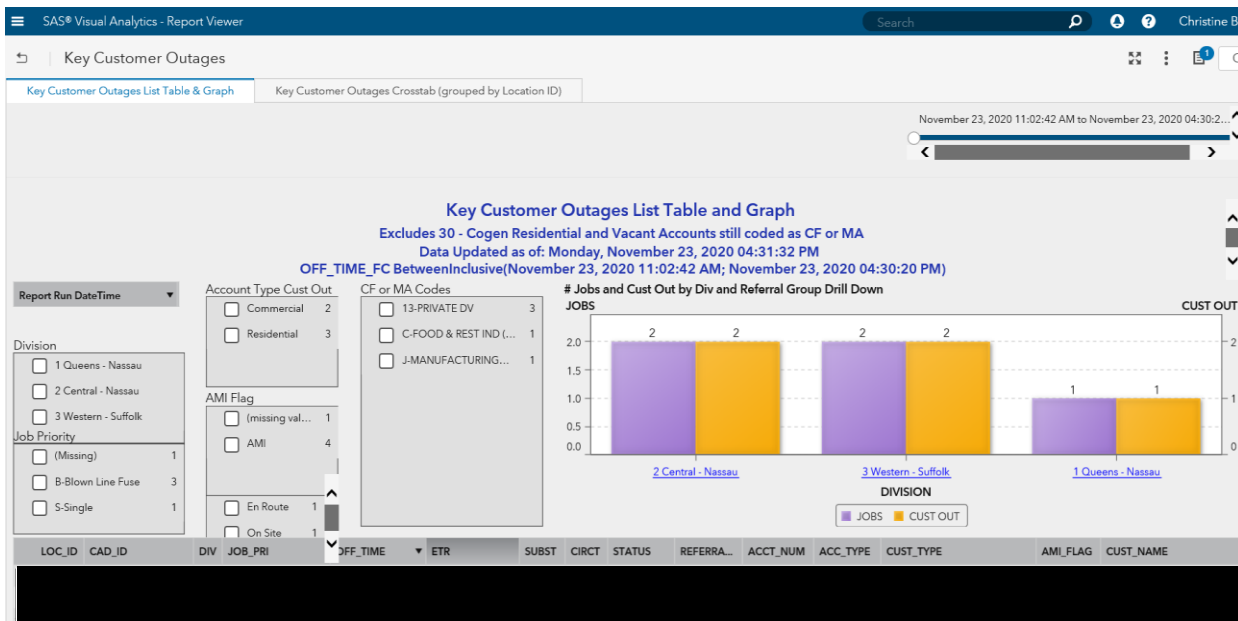 SAS® Visual Analytics - Report Viewer
Search
Christine B
Key Customer Outages
1
Key Customer Outages List Table & Graph
Key Customer Outages Crosstab (grouped by Location ID)
November 23, 2020 11:02:42 AM to November 23, 2020 04:30:2...
Key Customer Outages List Table and Graph
Excludes 30 - Cogen Residential and Vacant Accounts still coded as CF or MA
Data Updated as of: Monday, November 23, 2020 04:31:32 PM
OFF_TIME_FC BetweenInclusive(November 23, 2020 11:02:42 AM; November 23, 2020 04:30:20 PM)
Report Run DateTime
Division
1 Queens - Nassau
2 Central - Nassau
3 Western - Suffolk
Job Priority
(Missing) 1
B-Blown Line Fuse 3
S-Single 1
Account Type Cust Out
Commercial 2
Residential 3
AMI Flag
(missing val... 1
AMI 4
En Route 1
On Site 1
CF or MA Codes
13-PRIVATE DV 3
C-FOOD & REST IND (... 1
J-MANUFACTURING... 1
# Jobs and Cust Out by Div and Referral Group Drill Down
JOBS CUST OUT
2 2 2 2 1 1
2.0 2
1.5
1.0 1
0.5
0.0 0
2 Central - Nassau 3 Western - Suffolk 1 Queens - Nassau
DIVISION
JOBS CUST OUT
LOC_ID CAD_ID DIV JOB_PRI OFF_TIME ETR SUBST CIRCT STATUS REFERRA... ACCT_NUM ACC_TYPE CUST_TYPE AMI_FLAG CUST_NAME